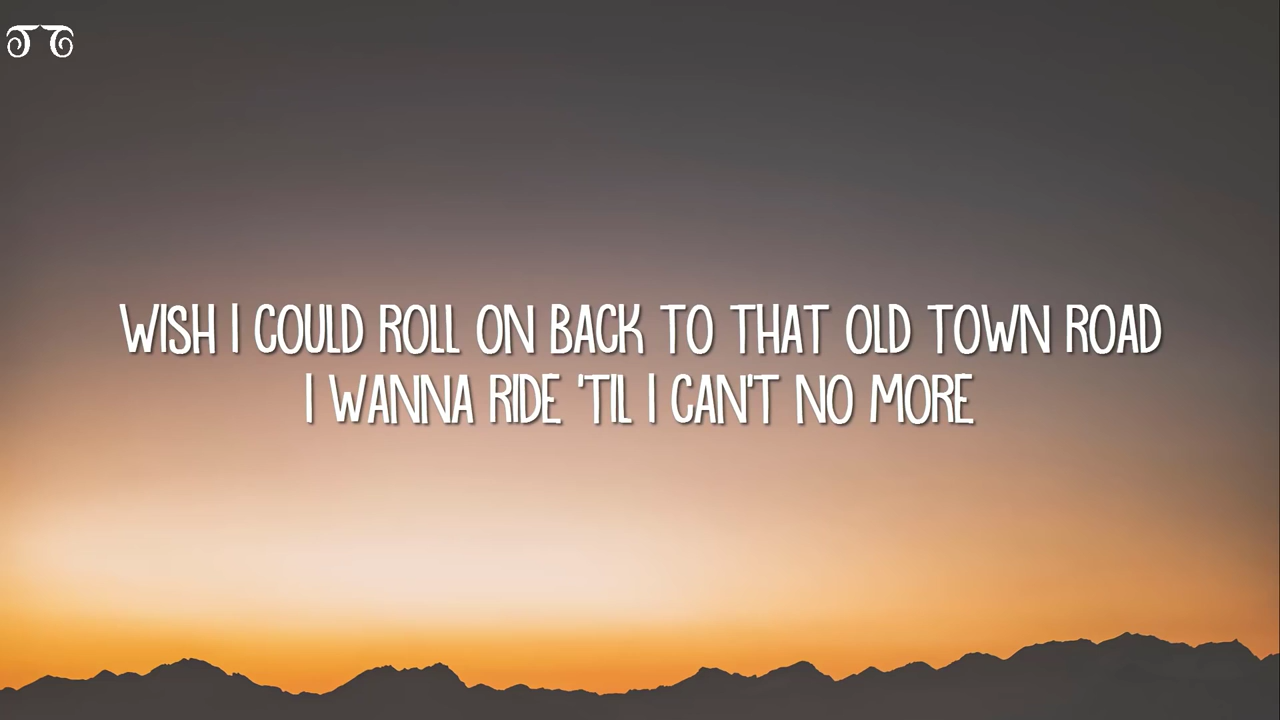 WISH I COULD ROLL ON BACK TO THAT OLD TOWN ROAD
I WANNA RIDE 'TIL I CAN'T NO MORE